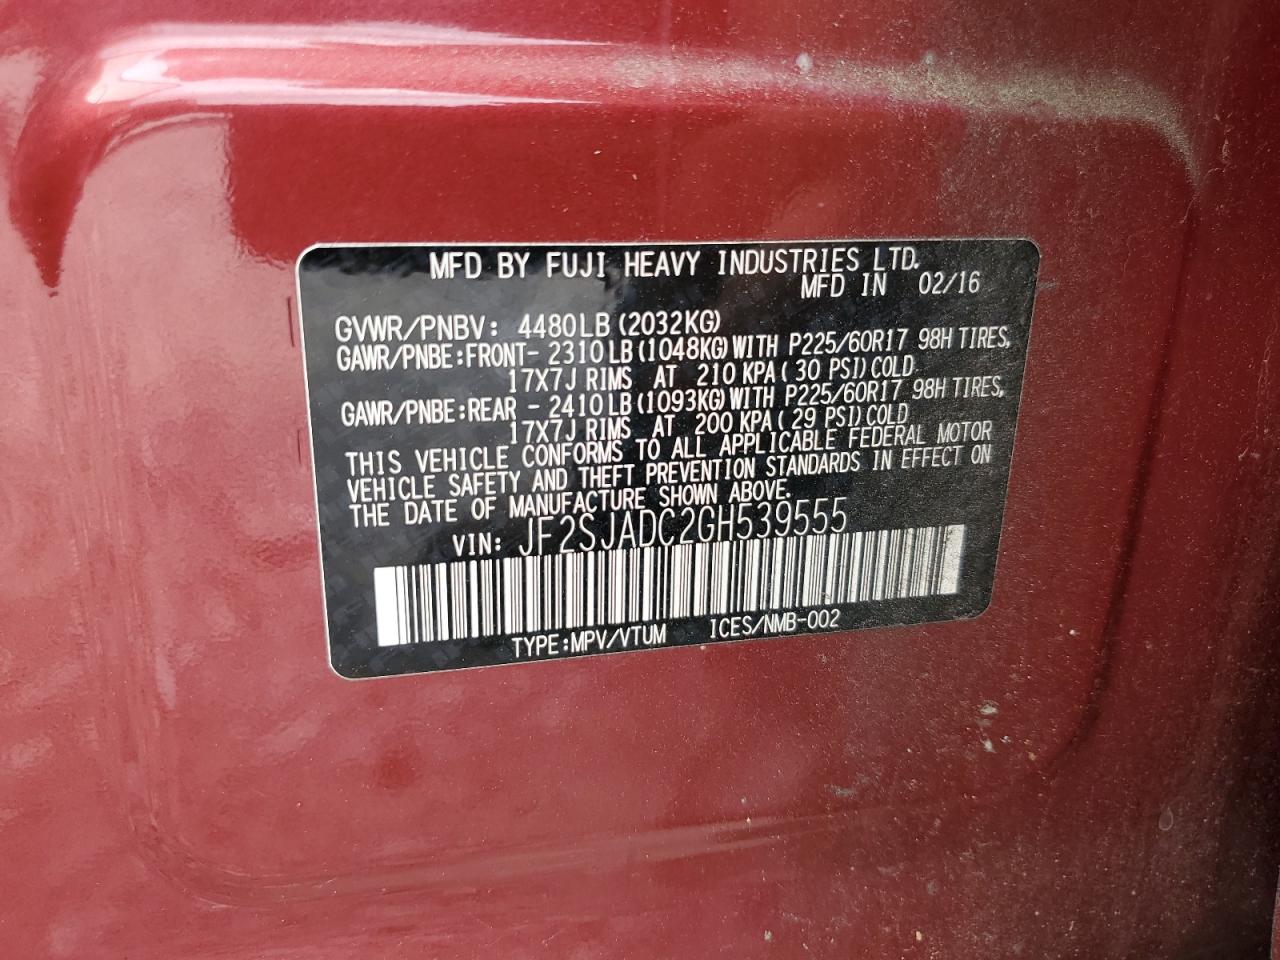 MFD BY FUJI HEAVY INDUSTRIES LTD.
MFD IN 02/16
GVWR/PNBV: 4480LB(2032KG)
GAWR/PNBE:FRONT- 2310LB(1048KG)WITH P225/60R17 98H TIRES,
17X7J RIMS AT 210 KPA(30 PSI)COLD
GAWR/PNBE:REAR - 2410LB(1093KG)WITH P225/60R17 98H TIRES,
17X7J RIMS AT 200 KPA(29 PSI)COLD
THIS VEHICLE CONFORMS TO ALL APPLICABLE FEDERAL MOTOR
VEHICLE SAFETY AND THEFT PREVENTION STANDARDS IN EFFECT ON
THE DATE OF MANUFACTURE SHOWN ABOVE.
VIN: JF2SJADC2GH539555
TYPE:MPV/VTUM ICES/NMB-002